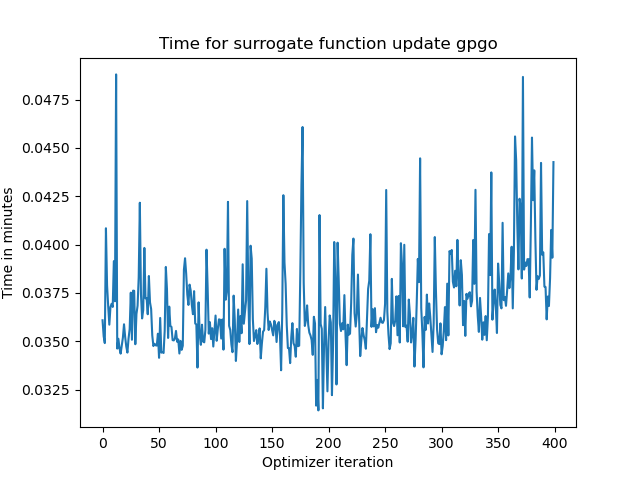 Time for surrogate function update gpgo
0.0475
0.0450
0.0425
0.0400
0.0375
0.0350
0.0325
Time in minutes
0 50 100 150 200 250 300 350 400
Optimizer iteration